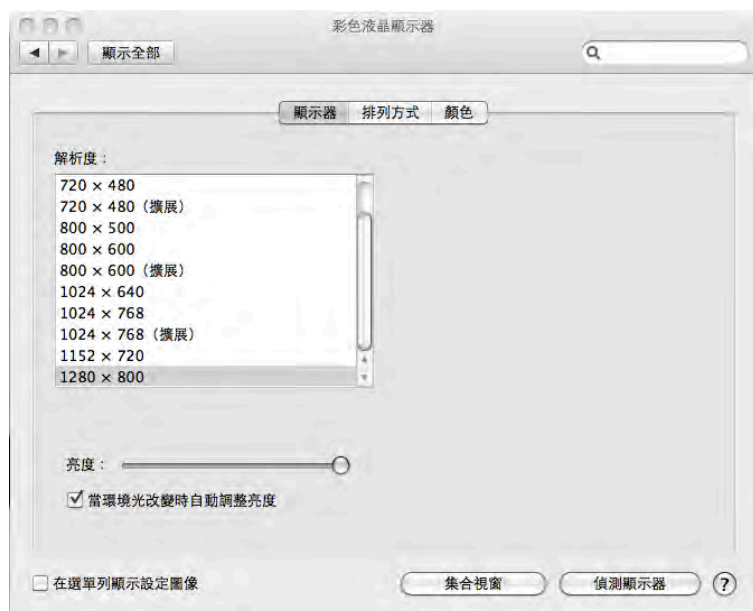 彩色液晶顯示器
顯示全部
顯示器 排列方式 顏色
解析度：
720 × 480
720 × 480（擴展）
800 × 500
800 × 600
800 × 600（擴展）
1024 × 640
1024 × 768
1024 × 768（擴展）
1152 × 720
1280 × 800
亮度：
當環境光改變時自動調整亮度
在選單列顯示設定圖像 集合視窗 偵測顯示器 ?